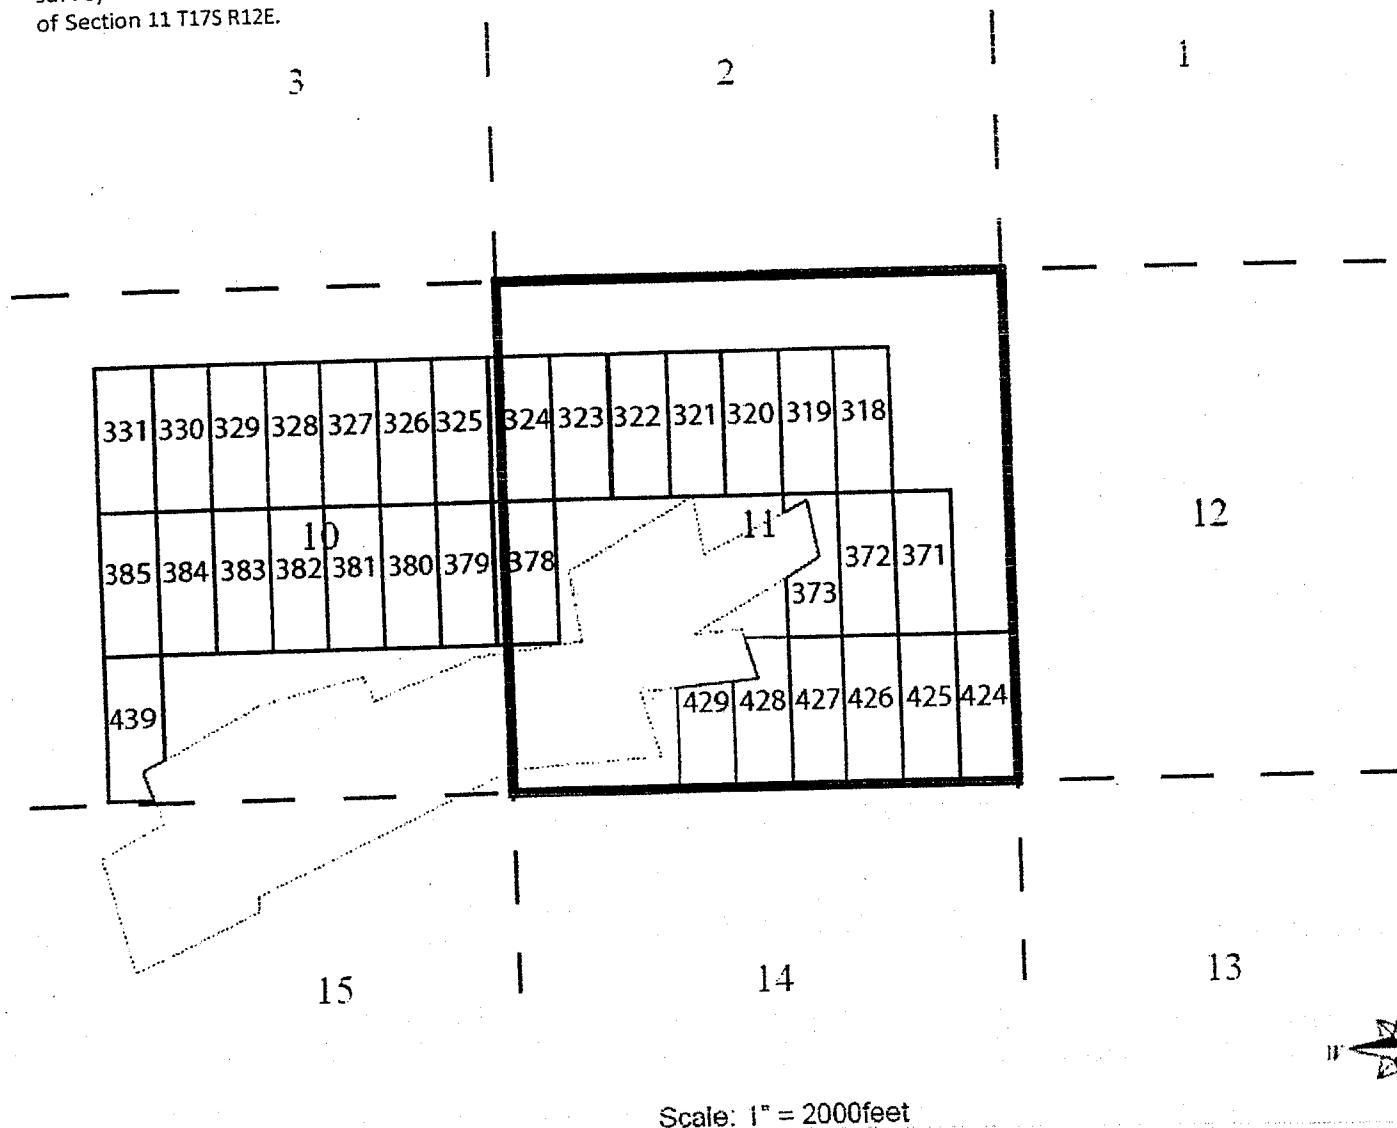 of Section 11 T17S R12E.
3 2 1
331 330 329 328 327 326 325 324 323 322 321 320 319 318
10 11 12
385 384 383 382 381 380 379 378 373 372 371
439 429 428 427 426 425 424
15 14 13
W
Scale: 1" = 2000feet